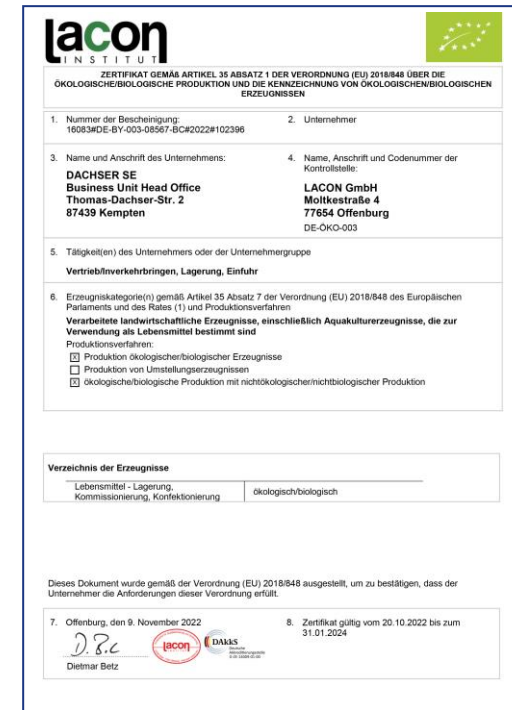 lacon
INSTITUT
ZERTIFIKAT GEMÄß ARTIKEL 35 ABSATZ 1 DER VERORDNUNG (EU) 2018/848 ÜBER DIE
ÖKOLOGISCHE/BIOLOGISCHE PRODUKTION UND DIE KENNZEICHNUNG VON ÖKOLOGISCHEN/BIOLOGISCHEN
ERZEUGNISSEN
1. Nummer der Bescheinigung:
16083#DE-BY-003-08567-BC#2022#102396
2. Unternehmer
3. Name und Anschrift des Unternehmens:
DACHSER SE
Business Unit Head Office
Thomas-Dachser-Str. 2
87439 Kempten
4. Name, Anschrift und Codenummer der
Kontrollstelle:
LACON GmbH
Moltkestraße 4
77654 Offenburg
DE-ÖKO-003
5. Tätigkeit(en) des Unternehmers oder der Unternehmergruppe
Vertrieb/Inverkehrbringen, Lagerung, Einfuhr
6. Erzeugniskategorie(n) gemäß Artikel 35 Absatz 7 der Verordnung (EU) 2018/848 des Europäischen
Parlaments und des Rates (1) und Produktionsverfahren
Verarbeitete landwirtschaftliche Erzeugnisse, einschließlich Aquakulturerzeugnisse, die zur
Verwendung als Lebensmittel bestimmt sind
Produktionsverfahren:
X Produktion ökologischer/biologischer Erzeugnisse
Produktion von Umstellungserzeugnissen
X ökologische/biologische Produktion mit nichtökologischer/nichtbiologischer Produktion
Verzeichnis der Erzeugnisse
Lebensmittel - Lagerung,
Kommissionierung, Konfektionierung
ökologisch/biologisch
Dieses Dokument wurde gemäß der Verordnung (EU) 2018/848 ausgestellt, um zu bestätigen, dass der
Unternehmer die Anforderungen dieser Verordnung erfüllt.
7. Offenburg, den 9. November 2022
lacon
DAkkS
Deutsche
Akkreditierungsstelle
Dietmar Betz
8. Zertifikat gültig vom 20.10.2022 bis zum
31.01.2024